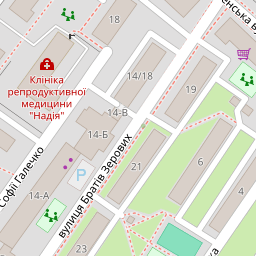 18
Клініка
репродуктивної
медицини
"Надія"
14/18
19
14-В
14-Б
P
21
6
4
14-А
23
Софії Галечко
вулиця Братів Зерових